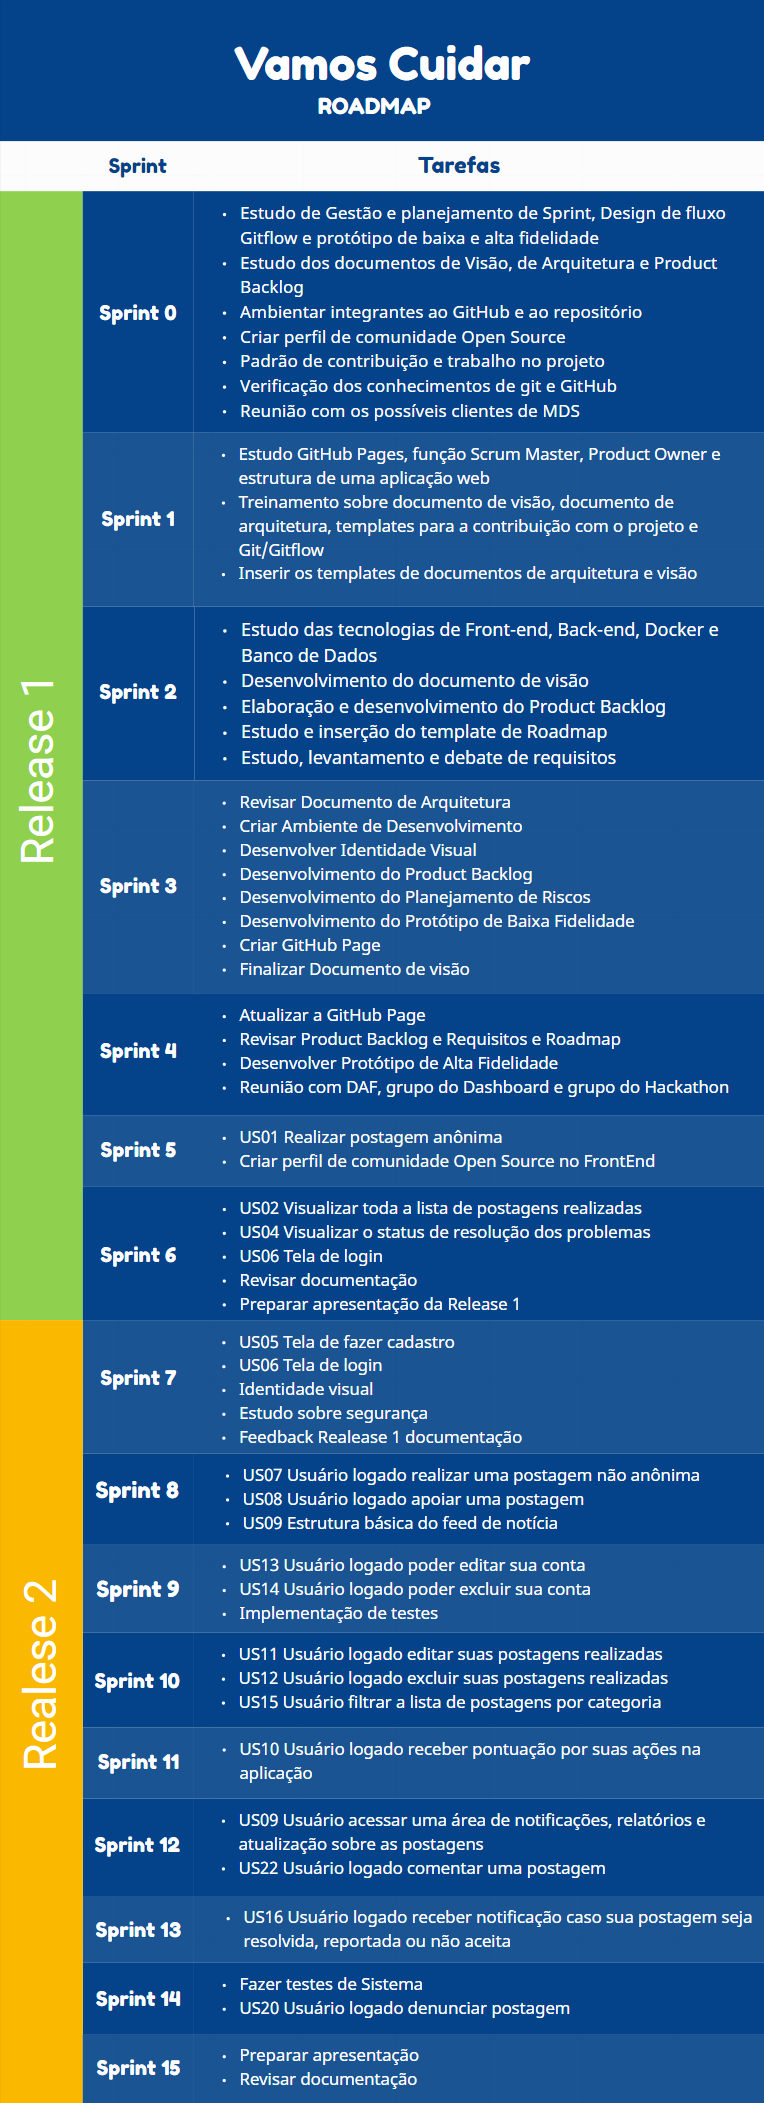 Vamos Cuidar
ROADMAP
Sprint
Tarefas
Release 1
Sprint 0
• Estudo de Gestão e planejamento de Sprint, Design de fluxo
Gitflow e protótipo de baixa e alta fidelidade
• Estudo dos documentos de Visão, de Arquitetura e Product
Backlog
• Ambientar integrantes ao GitHub e ao repositório
• Criar perfil de comunidade Open Source
• Padrão de contribuição e trabalho no projeto
• Verificação dos conhecimentos de git e GitHub
• Reunião com os possíveis clientes de MDS
Sprint 1
• Estudo GitHub Pages, função Scrum Master, Product Owner e
estrutura de uma aplicação web
• Treinamento sobre documento de visão, documento de
arquitetura, templates para a contribuição com o projeto e
Git/Gitflow
• Inserir os templates de documentos de arquitetura e visão
Sprint 2
• Estudo das tecnologias de Front-end, Back-end, Docker e
Banco de Dados
• Desenvolvimento do documento de visão
• Elaboração e desenvolvimento do Product Backlog
• Estudo e inserção do template de Roadmap
• Estudo, levantamento e debate de requisitos
Sprint 3
• Revisar Documento de Arquitetura
• Criar Ambiente de Desenvolvimento
• Desenvolver Identidade Visual
• Desenvolvimento do Product Backlog
• Desenvolvimento do Planejamento de Riscos
• Desenvolvimento do Protótipo de Baixa Fidelidade
• Criar GitHub Page
• Finalizar Documento de visão
Sprint 4
• Atualizar a GitHub Page
• Revisar Product Backlog e Requisitos e Roadmap
• Desenvolver Protótipo de Alta Fidelidade
• Reunião com DAF, grupo do Dashboard e grupo do Hackathon
Sprint 5
• US01 Realizar postagem anônima
• Criar perfil de comunidade Open Source no FrontEnd
Sprint 6
• US02 Visualizar toda a lista de postagens realizadas
• US04 Visualizar o status de resolução dos problemas
• US06 Tela de login
• Revisar documentação
• Preparar apresentação da Release 1
Realese 2
Sprint 7
• US05 Tela de fazer cadastro
• US06 Tela de login
• Identidade visual
• Estudo sobre segurança
• Feedback Realease 1 documentação
Sprint 8
• US07 Usuário logado realizar uma postagem não anônima
• US08 Usuário logado apoiar uma postagem
• US09 Estrutura básica do feed de notícia
Sprint 9
• US13 Usuário logado poder editar sua conta
• US14 Usuário logado poder excluir sua conta
• Implementação de testes
Sprint 10
• US11 Usuário logado editar suas postagens realizadas
• US12 Usuário logado excluir suas postagens realizadas
• US15 Usuário filtrar a lista de postagens por categoria
Sprint 11
• US10 Usuário logado receber pontuação por suas ações na
aplicação
Sprint 12
• US09 Usuário acessar uma área de notificações, relatórios e
atualização sobre as postagens
• US22 Usuário logado comentar uma postagem
Sprint 13
• US16 Usuário logado receber notificação caso sua postagem seja
resolvida, reportada ou não aceita
Sprint 14
• Fazer testes de Sistema
• US20 Usuário logado denunciar postagem
Sprint 15
• Preparar apresentação
• Revisar documentação